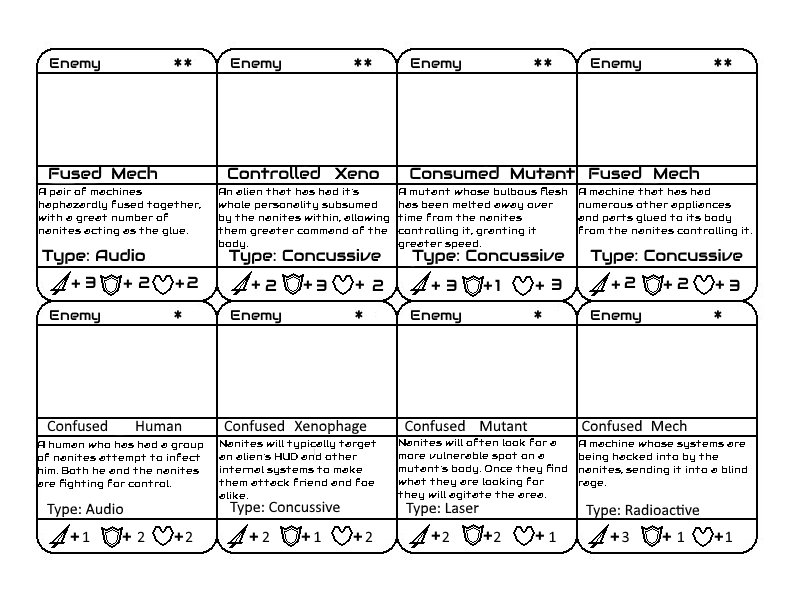 Enemy **
Enemy **
Enemy **
Enemy **
Fused Mech
Controlled Xeno
Consumed Mutant
Fused Mech
A pair of machines
haphazardly fused together,
with a great number of
nanites acting as the glue.
Type: Audio
An alien that has had it's
whole personality subsumed
by the nanites within, allowing
them greater command of the
body.
Type: Concussive
A mutant whose bulbous flesh
has been melted away over
time from the nanites
controlling it, granting it
greater speed.
Type: Concussive
A machine that has had
numerous other appliances
and parts glued to its body
from the nanites controlling it.
Type: Concussive
+ 3 + 2 +2
+ 2 + 3 + 2
+ 3 +1 + 3
+ 2 + 2 + 3
Enemy *
Enemy *
Enemy *
Enemy *
Confused Human
Confused Xenophage
Confused Mutant
Confused Mech
A human who has had a group
of nanites attempt to infect
him. Both he and the nanites
are fighting for control.
Type: Audio
Nanites will typically target
an alien's HUD and other
internal systems to make
them attack friend and foe
alike.
Type: Concussive
Nanites will often look for a
more vulnerable spot on a
mutant's body. Once they find
what they are looking for
they will agitate the area.
Type: Laser
A machine whose systems are
being hacked into by the
nanites, sending it into a blind
rage.
Type: Radioactive
+ 1 + 2 +2
+ 2 + 1 + 2
+2 +2 + 1
+3 + 1 +1